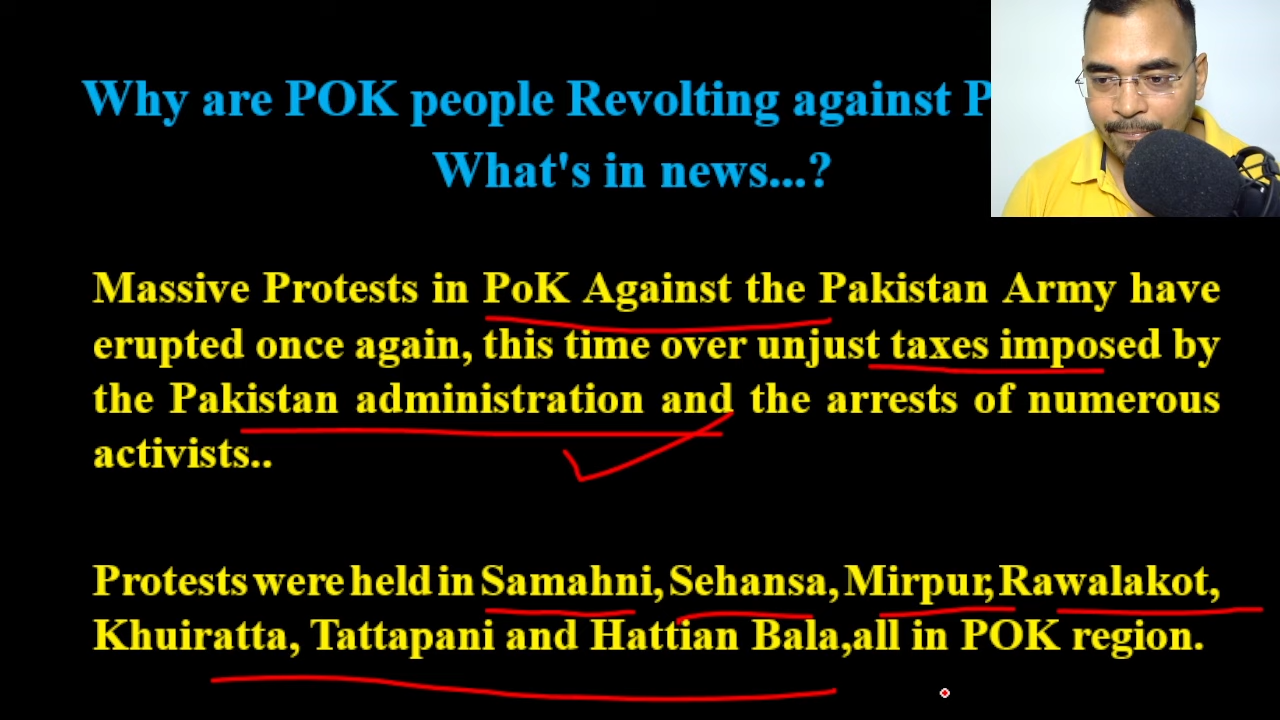 Why are POK people Revolting against P
What's in news...?
Massive Protests in PoK Against the Pakistan Army have
erupted once again, this time over unjust taxes imposed by
the Pakistan administration and the arrests of numerous
activists..
Protests were held in Samahni, Sehansa, Mirpur, Rawalakot,
Khuiratta, Tattapani and Hattian Bala,all in POK region.